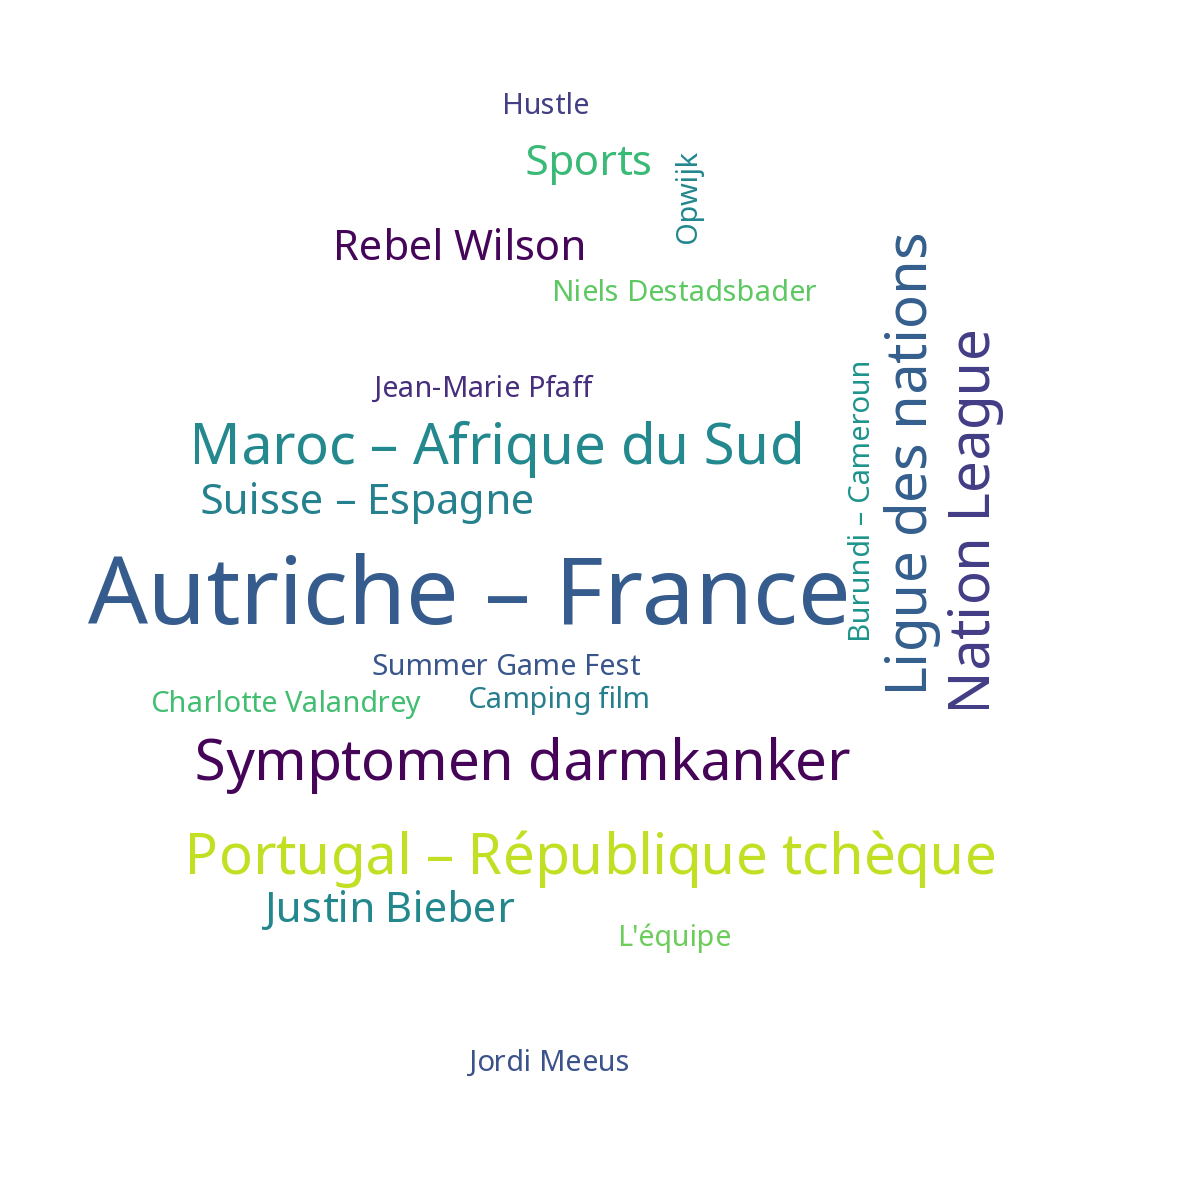 Hustle
Sports
Opwijk
Rebel Wilson
Niels Destadsbader
Jean-Marie Pfaff
Maroc – Afrique du Sud
Suisse – Espagne
Autriche – France
Burundi – Cameroun
Ligue des nations
Nation League
Summer Game Fest
Charlotte Valandrey
Camping film
Symptomen darmkanker
Portugal – République tchèque
Justin Bieber
L'équipe
Jordi Meeus